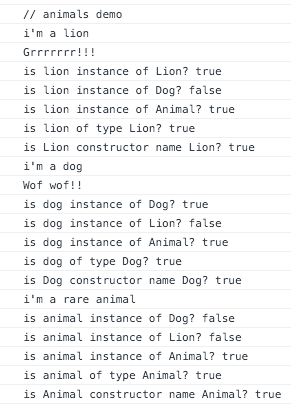 // animals demo
i'm a lion
Grrrrrrr!!!
is lion instance of Lion? true
is lion instance of Dog? false
is lion instance of Animal? true
is lion of type Lion? true
is Lion constructor name Lion? true
i'm a dog
Wof wof!!
is dog instance of Dog? true
is dog instance of Lion? false
is dog instance of Animal? true
is dog of type Dog? true
is Dog constructor name Dog? true
i'm a rare animal
is animal instance of Dog? false
is animal instance of Lion? false
is animal instance of Animal? true
is animal of type Animal? true
is Animal constructor name Animal? true